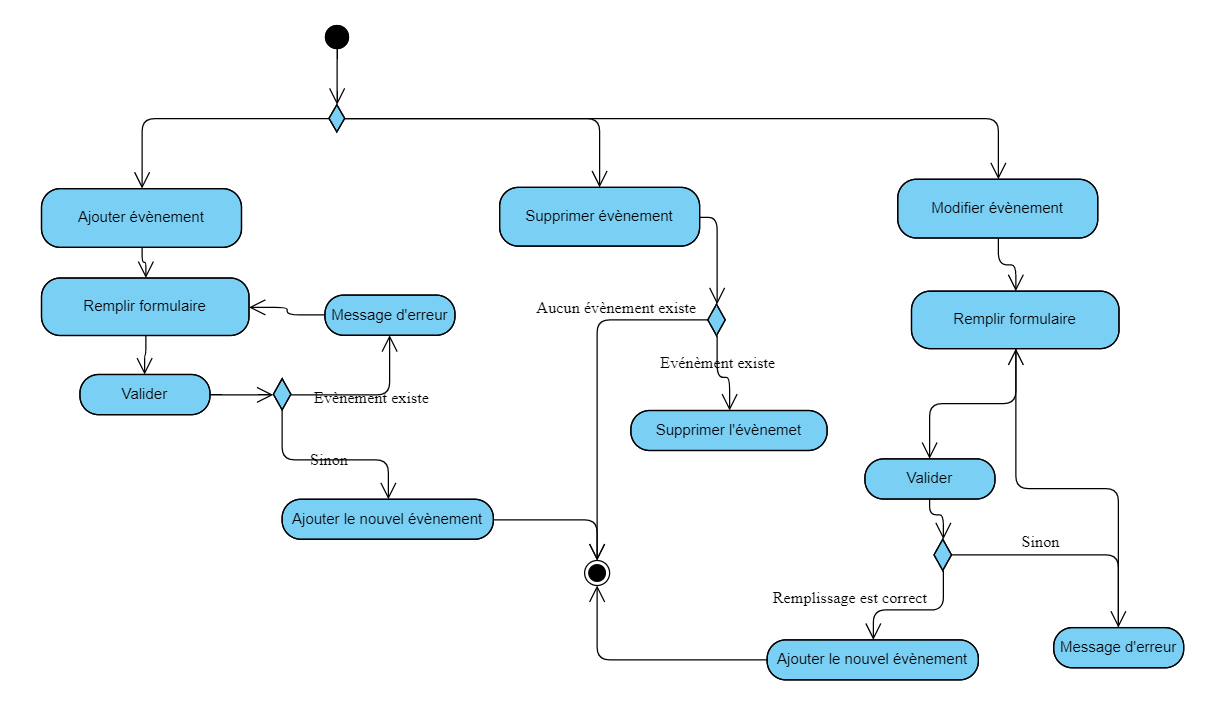 Ajouter évènement
Supprimer évènement
Modifier évènement
Remplir formulaire
Message d'erreur
Aucun évènement existe
Remplir formulaire
Evénèment existe
Valider
Evènement existe
Supprimer l'évènemet
Sinon
Valider
Ajouter le nouvel évènement
Sinon
Remplissage est correct
Ajouter le nouvel évènement
Message d'erreur